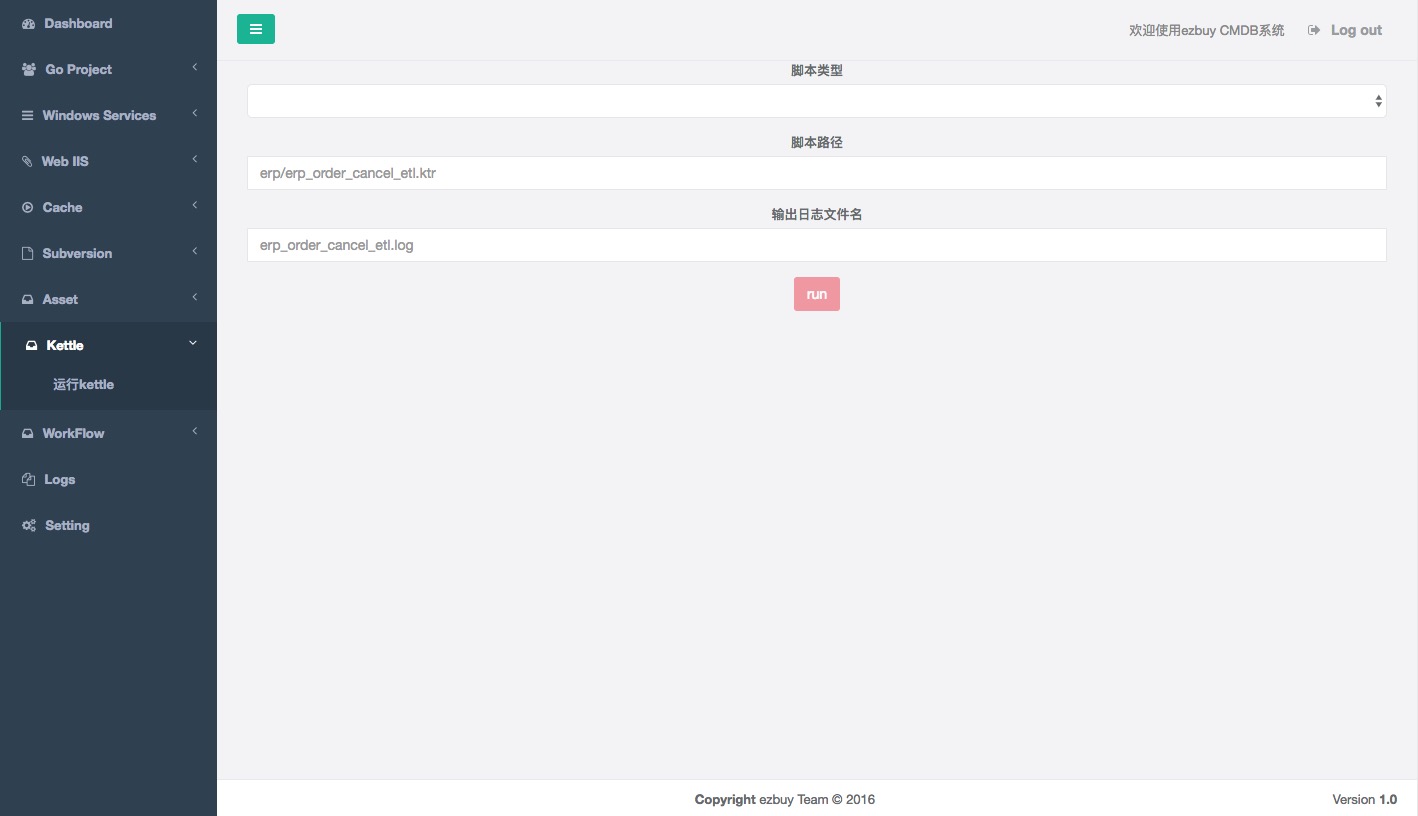 Dashboard
Go Project
Windows Services
Web IIS
Cache
Subversion
Asset
Kettle
运行kettle
WorkFlow
Logs
Setting
欢迎使用ezbuy CMDB系统 Log out
脚本类型
脚本路径
erp/erp_order_cancel_etl.ktr
输出日志文件名
erp_order_cancel_etl.log
run
Copyright ezbuy Team © 2016
Version 1.0